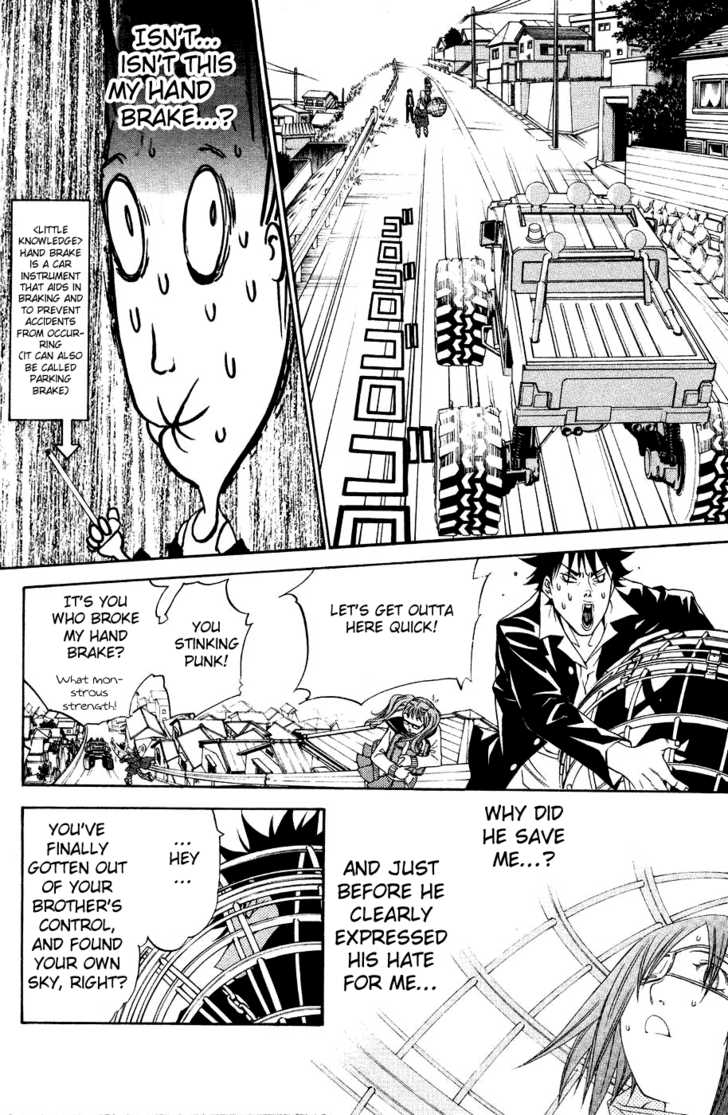 ISN'T...
ISN'T THIS
MY HAND
BRAKE...?
<LITTLE
KNOWLEDGE>
HAND BRAKE
IS A CAR
INSTRUMENT
THAT AIDS IN
BRAKING AND
TO PREVENT
ACCIDENTS
FROM OCCUR-
RING
(IT CAN ALSO
BE CALLED
PARKING
BRAKE)
LET'S GET OUTTA
HERE QUICK!
YOU
STINKING
PUNK!
IT'S YOU
WHO BROKE
MY HAND
BRAKE?
What mon-
strous
strength!
WHY DID
HE SAVE
ME...?
AND JUST
BEFORE HE
CLEARLY
EXPRESSED
HIS HATE
FOR ME...
...
HEY
...
YOU'VE
FINALLY
GOTTEN OUT
OF YOUR
BROTHER'S
CONTROL,
AND FOUND
YOUR OWN
SKY, RIGHT?